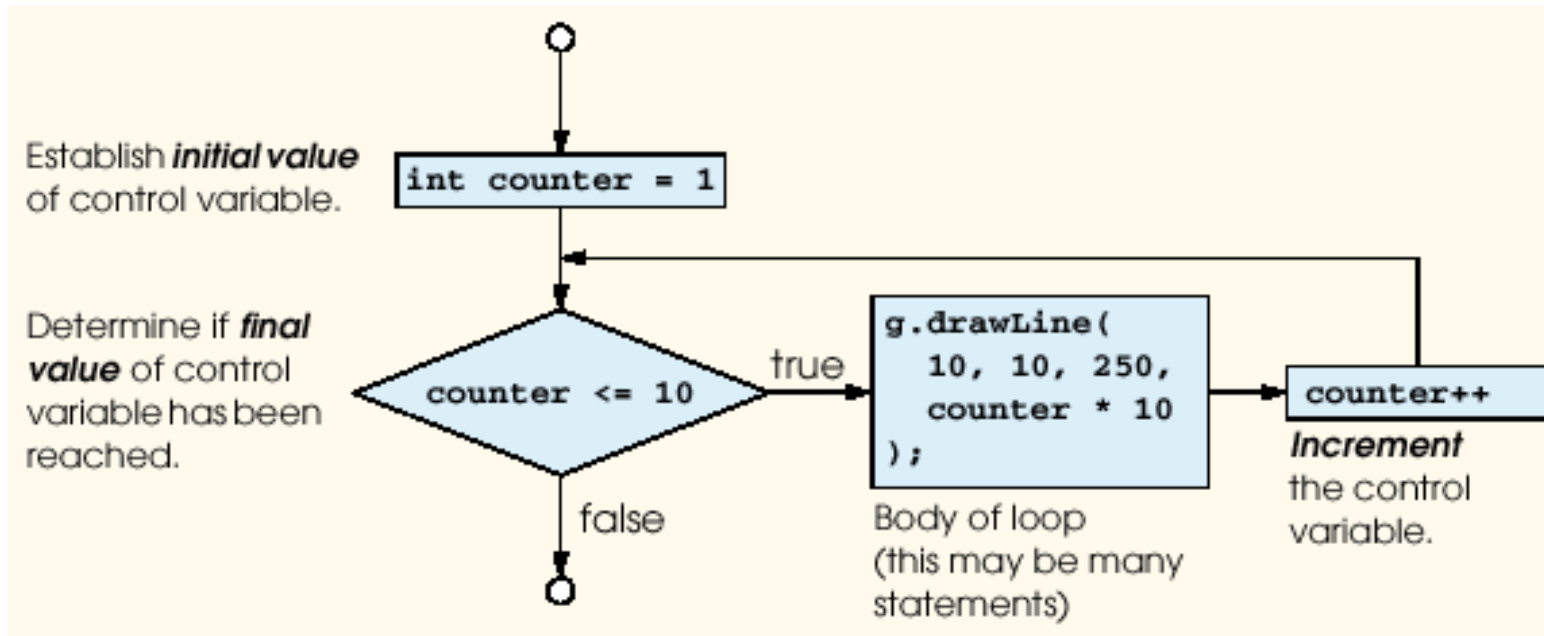 Establish initial value
of control variable.
int counter = 1
Determine if final
value of control
variable has been
reached.
counter <= 10
true
false
g.drawLine(
10, 10, 250,
counter * 10
);
Body of loop
(this may be many
statements)
counter++
Increment
the control
variable.